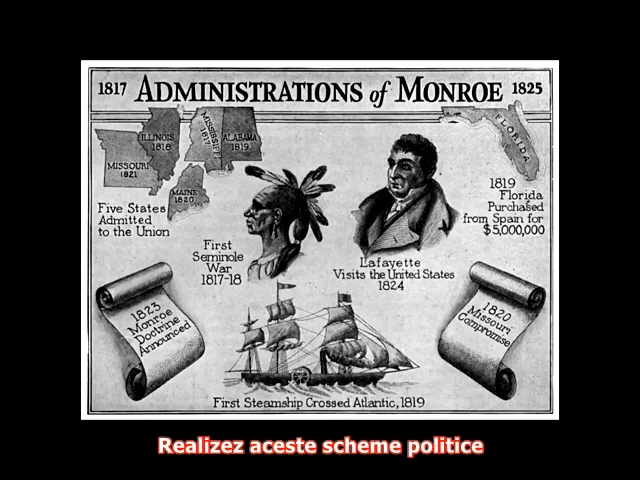 1817 ADMINISTRATIONS of MONROE 1825
ILLINOIS
1818
MISSISSIPPI
1817
ALABAMA
1819
MISSOURI
1821
MAINE
1820
FLORIDA
Five States
Admitted
to the Union
First
Seminole
War
1817-18
Lafayette
Visits the United States
1824
1819
Florida
Purchased
from Spain for
$5,000,000
1823
Monroe
Doctrine
Announced
1820
Missouri
Compromise
First Steamship Crossed Atlantic, 1819
Realizez aceste scheme politice